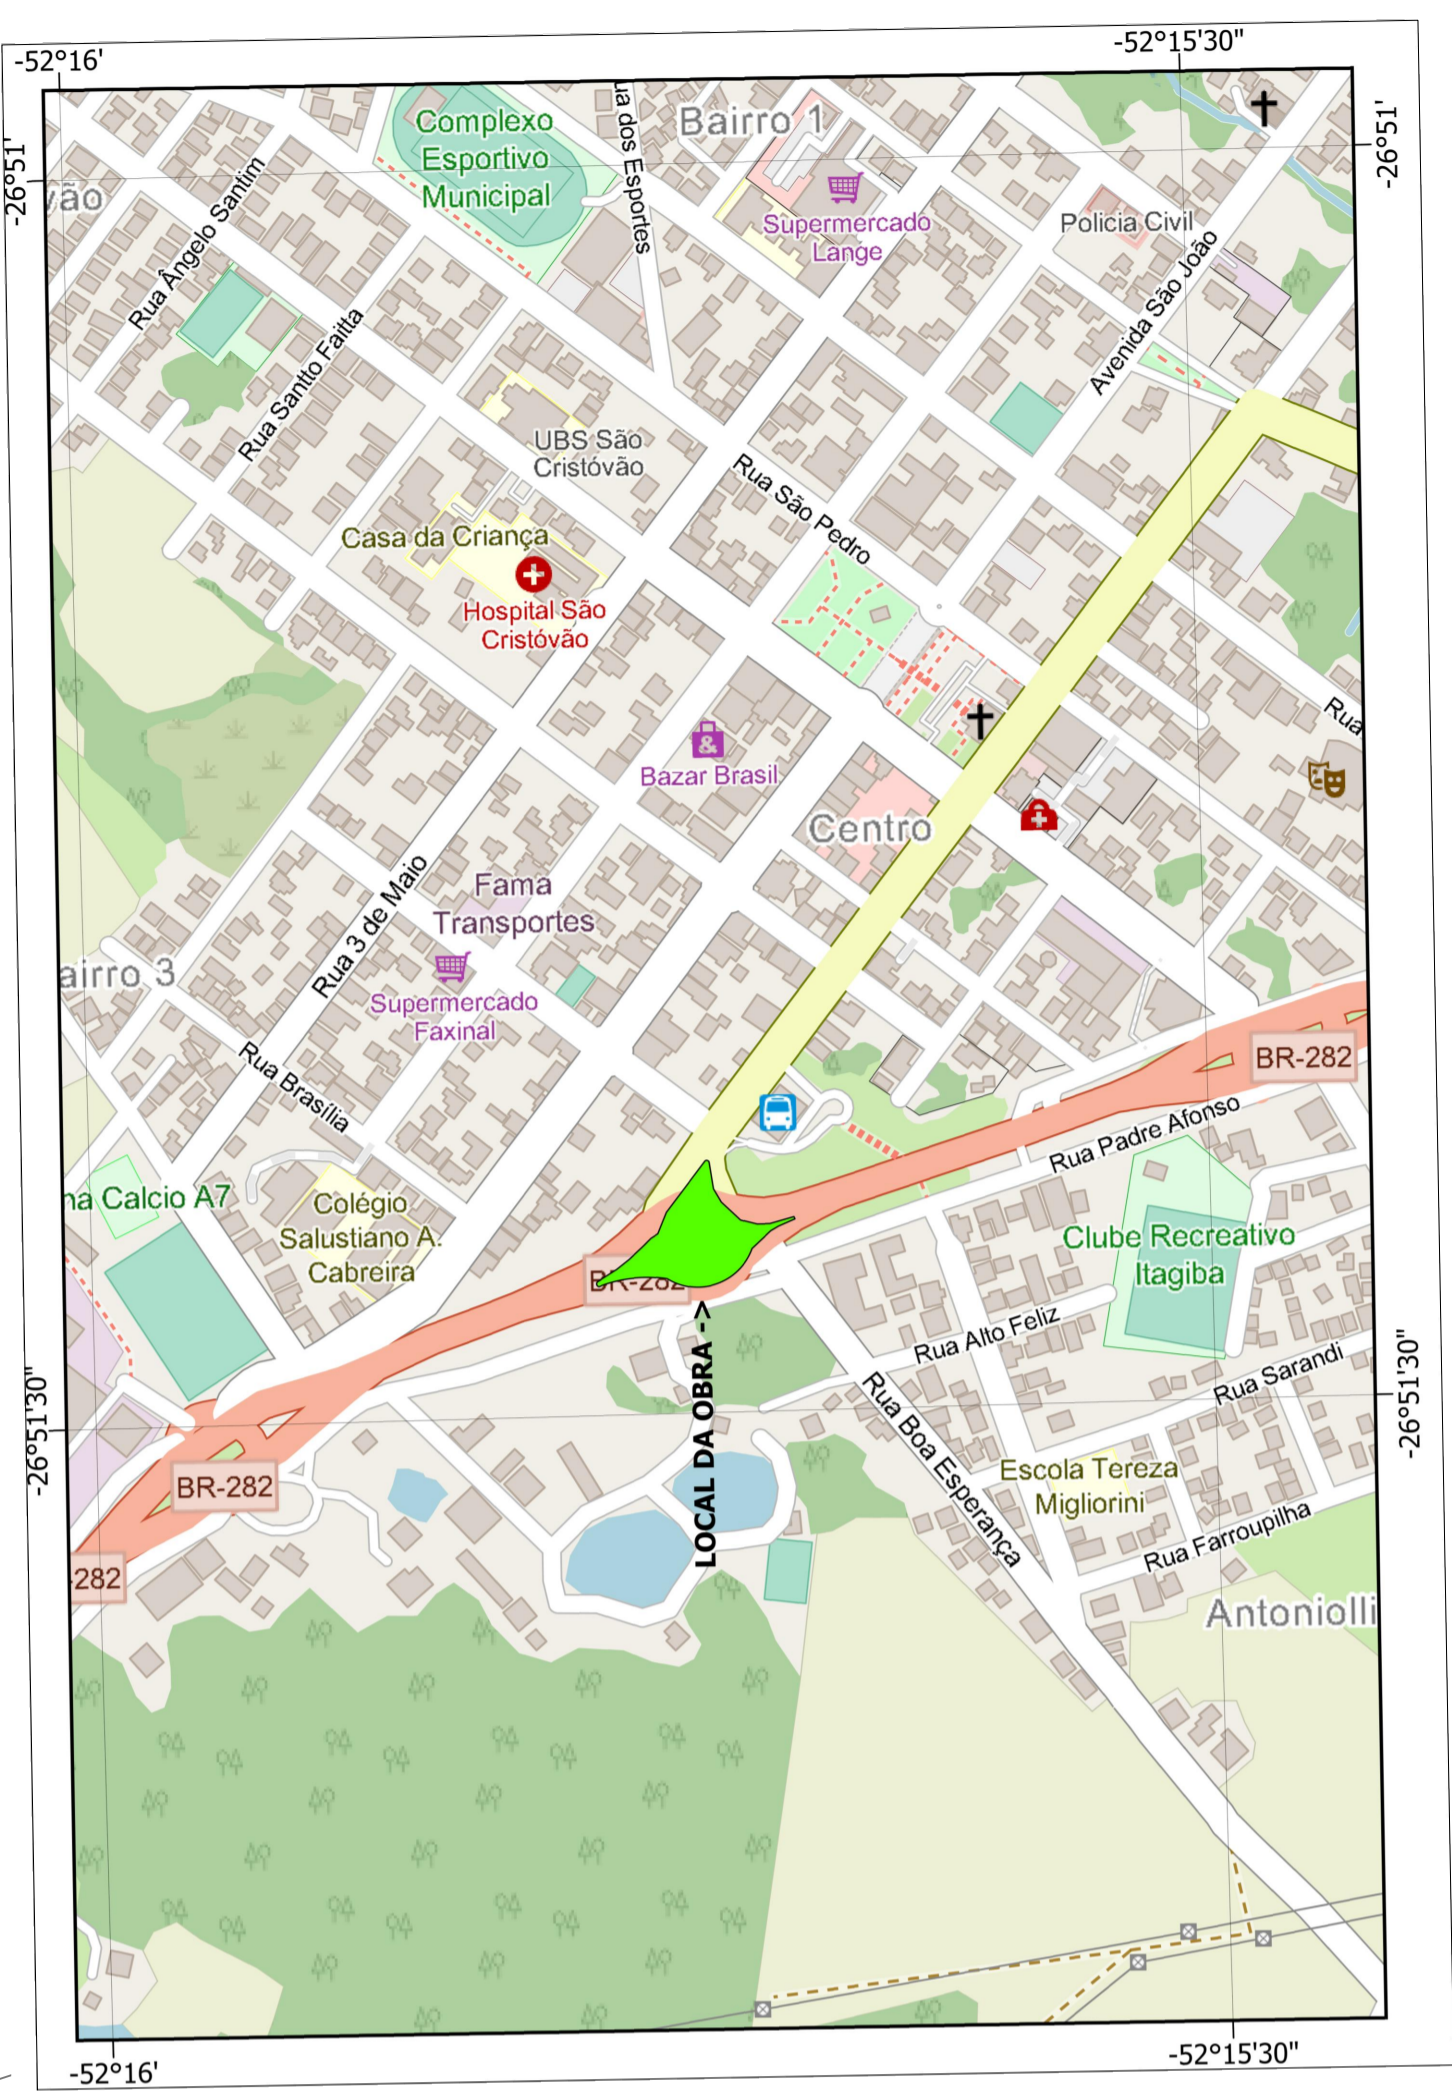 -52°16'
-52°15'30"
-26°51'
-26°51'
Complexo
Esportivo
Municipal
ua dos Esportes
Bairro 1
Supermercado
Lange
Policia Civil
vão
Rua Ângelo Santim
Rua Santto Faitta
Avenida São João
UBS São
Cristóvão
Rua São Pedro
Casa da Criança
Hospital São
Cristóvão
Rua
Bazar Brasil
Centro
Fama
Transportes
Rua 3 de Maio
airro 3
Supermercado
Faxinal
Rua Brasília
BR-282
Rua Padre Afonso
na Calcio A7
Colégio
Salustiano A.
Cabreira
Clube Recreativo
Itagiba
BR-282
LOCAL DA OBRA ->
Rua Alto Feliz
Rua Sarandi
-26°51'30"
-26°51'30"
Rua Boa Esperança
BR-282
Escola Tereza
Migliorini
Rua Farroupilha
-282
Antoniolli
-52°16'
-52°15'30"